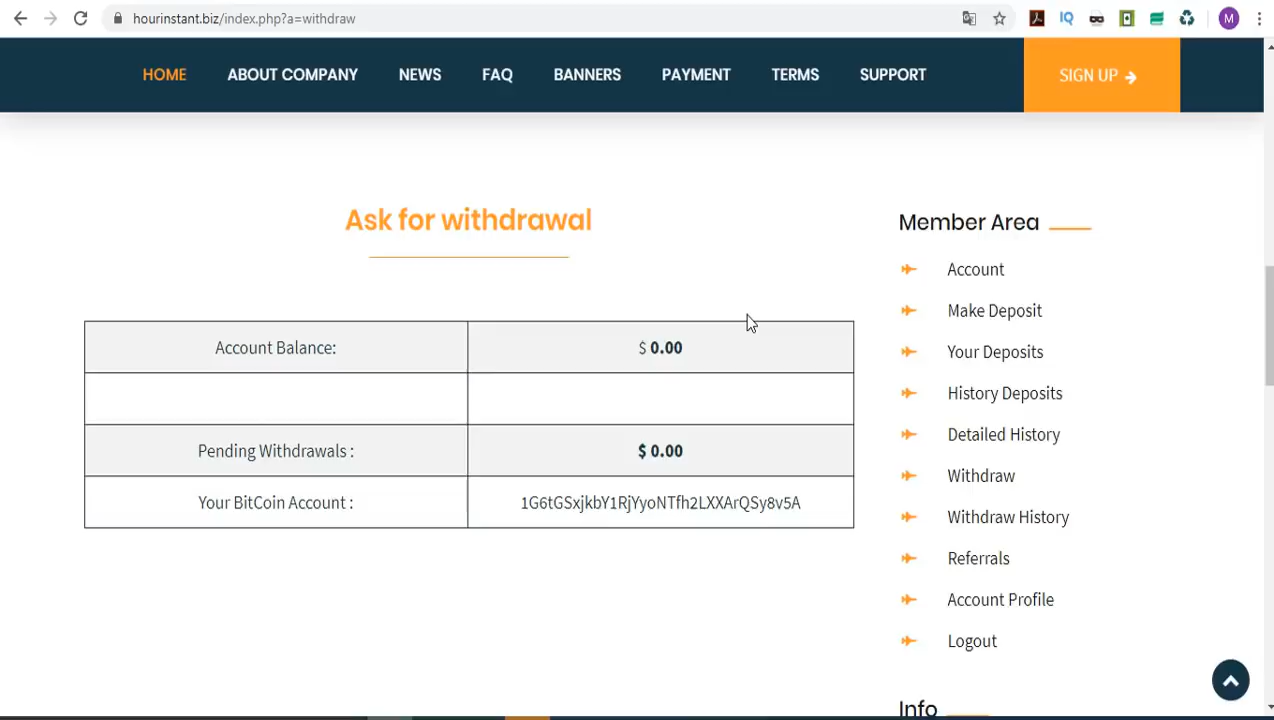 hourinstant.biz/index.php?a=withdraw
IQ
M
HOME ABOUT COMPANY NEWS FAQ BANNERS PAYMENT TERMS SUPPORT SIGN UP
Ask for withdrawal
Account Balance: $ 0.00
Pending Withdrawals : $ 0.00
Your BitCoin Account : 1G6tGSxjkbY1RjYyoNTfh2LXXArQSy8v5A
Member Area
Account
Make Deposit
Your Deposits
History Deposits
Detailed History
Withdraw
Withdraw History
Referrals
Account Profile
Logout
Info